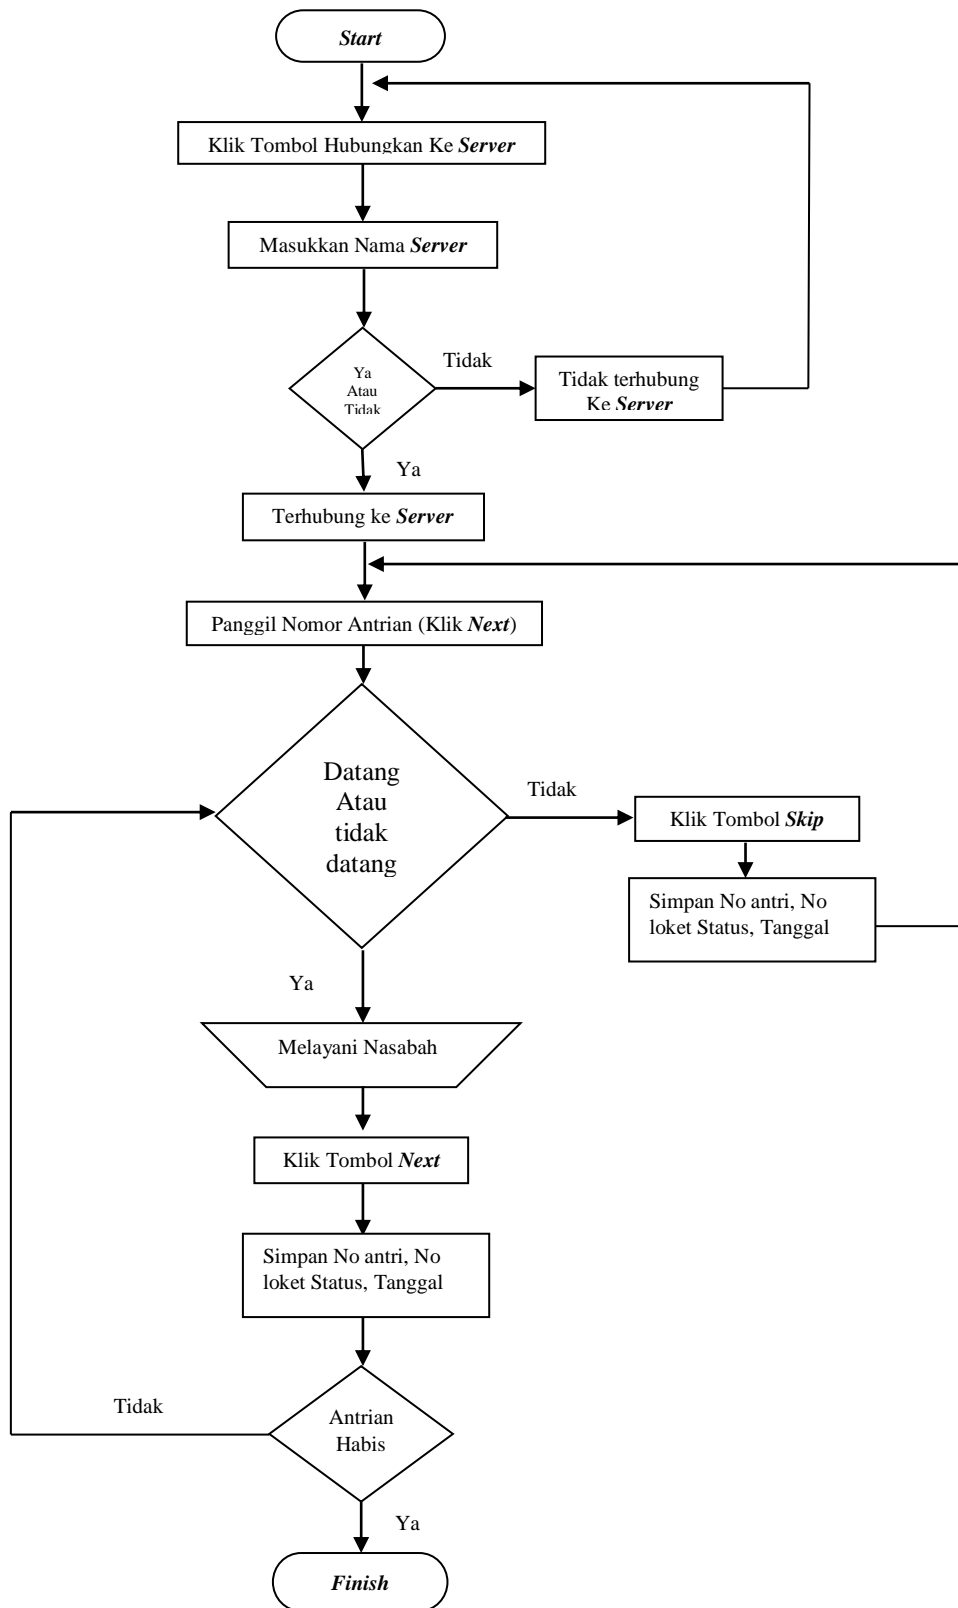 Start
Klik Tombol Hubungkan Ke Server
Masukkan Nama Server
Ya
Atau
Tidak
Tidak
Tidak terhubung
Ke Server
Ya
Terhubung ke Server
Panggil Nomor Antrian (Klik Next)
Datang
Atau
tidak
datang
Tidak
Klik Tombol Skip
Simpan No antri, No
loket Status, Tanggal
Ya
Melayani Nasabah
Klik Tombol Next
Simpan No antri, No
loket Status, Tanggal
Tidak
Antrian
Habis
Ya
Finish